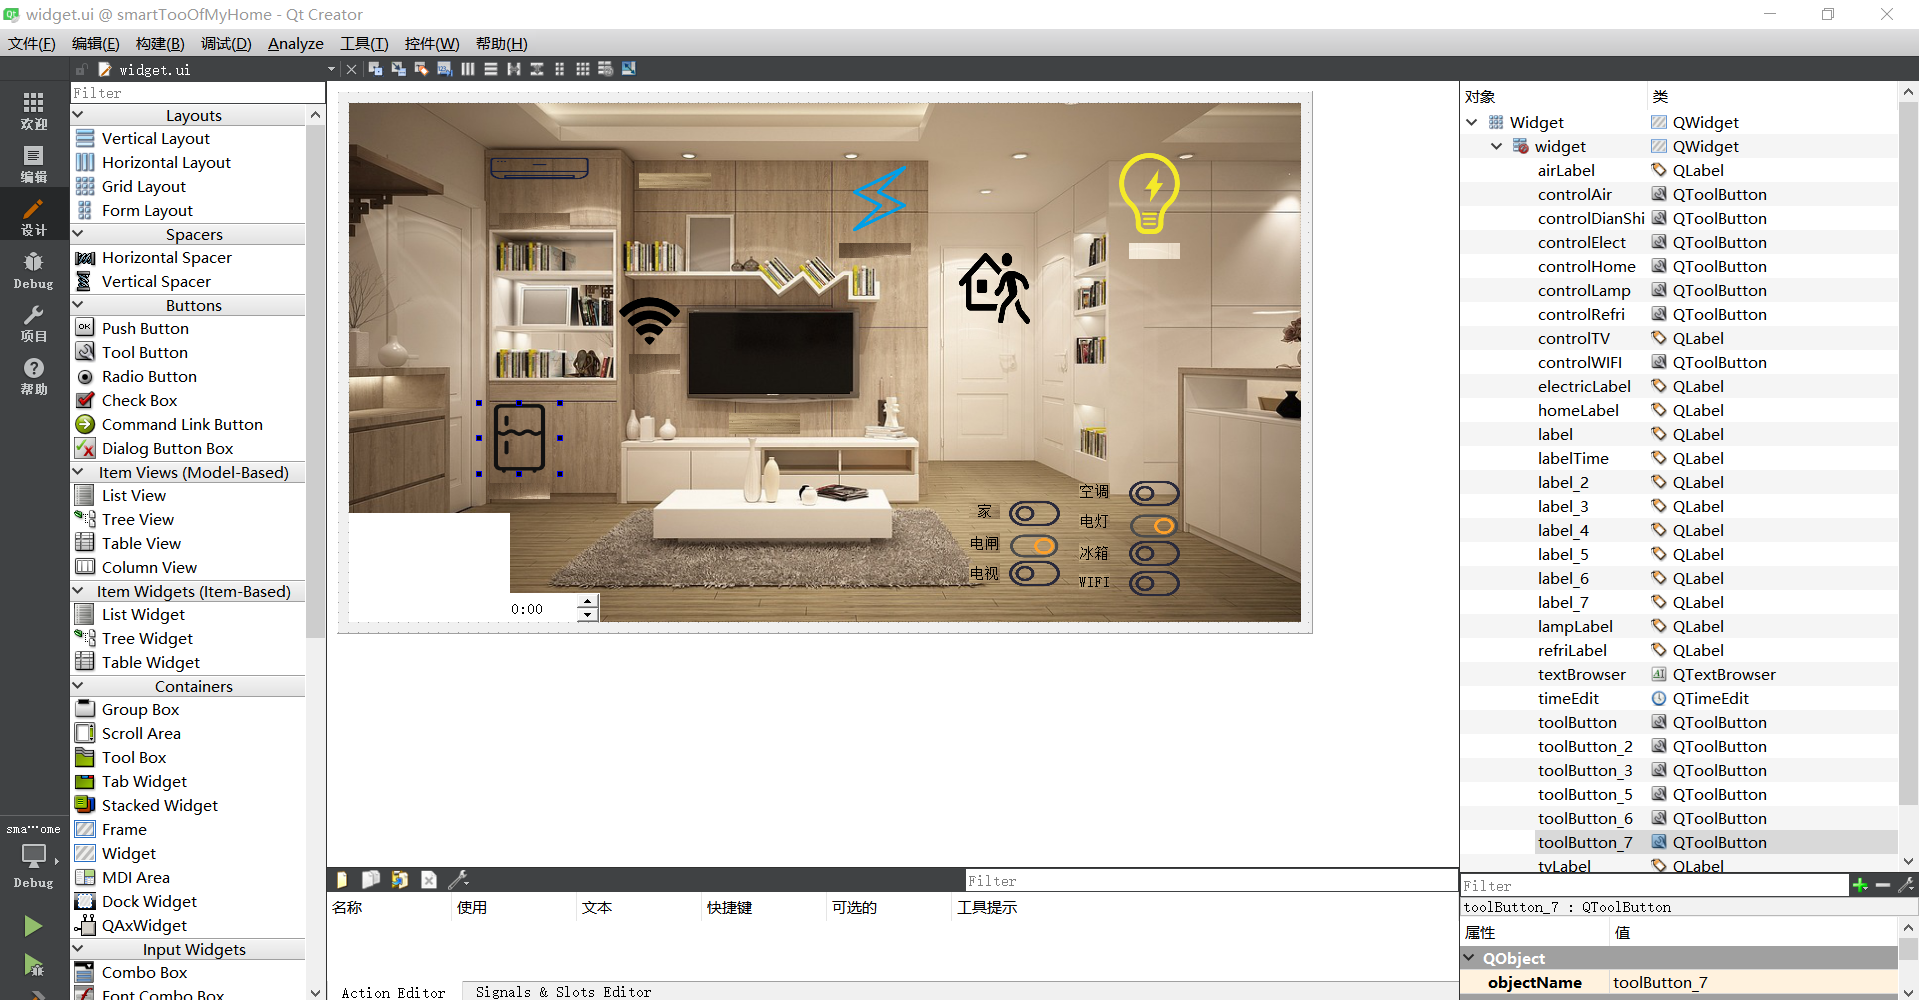 widget.ui @ smartTooOfMyHome - Qt Creator
文件(F) 编辑(E) 构建(B) 调试(D) Analyze 工具(T) 控件(W) 帮助(H)
widget.ui
Filter
欢迎
编辑
设计
Debug
项目
帮助
sma···ome
Debug
Layouts
Vertical Layout
Horizontal Layout
Grid Layout
Form Layout
Spacers
Horizontal Spacer
Vertical Spacer
Buttons
OK Push Button
Tool Button
Radio Button
Check Box
Command Link Button
Dialog Button Box
Item Views (Model-Based)
List View
Tree View
Table View
Column View
Item Widgets (Item-Based)
List Widget
Tree Widget
Table Widget
Containers
Group Box
Scroll Area
Tool Box
Tab Widget
Stacked Widget
Frame
Widget
MDI Area
Dock Widget
QAxWidget
Input Widgets
Combo Box
Font Combo Box
家
电闸
电视
空调
电灯
冰箱
WIFI
0:00
Filter
名称 使用 文本 快捷键 可选的 工具提示
Action Editor Signals & Slots Editor
对象 类
Widget QWidget
widget QWidget
airLabel QLabel
controlAir QToolButton
controlDianShi QToolButton
controlElect QToolButton
controlHome QToolButton
controlLamp QToolButton
controlRefri QToolButton
controlTV QLabel
controlWIFI QToolButton
electricLabel QLabel
homeLabel QLabel
label QLabel
labelTime QLabel
label_2 QLabel
label_3 QLabel
label_4 QLabel
label_5 QLabel
label_6 QLabel
label_7 QLabel
lampLabel QLabel
refriLabel QLabel
textBrowser AI QTextBrowser
timeEdit QTimeEdit
toolButton QToolButton
toolButton_2 QToolButton
toolButton_3 QToolButton
toolButton_5 QToolButton
toolButton_6 QToolButton
toolButton_7 QToolButton
tvLabel QLabel
Filter
toolButton_7 : QToolButton
属性 值
QObject
objectName toolButton_7